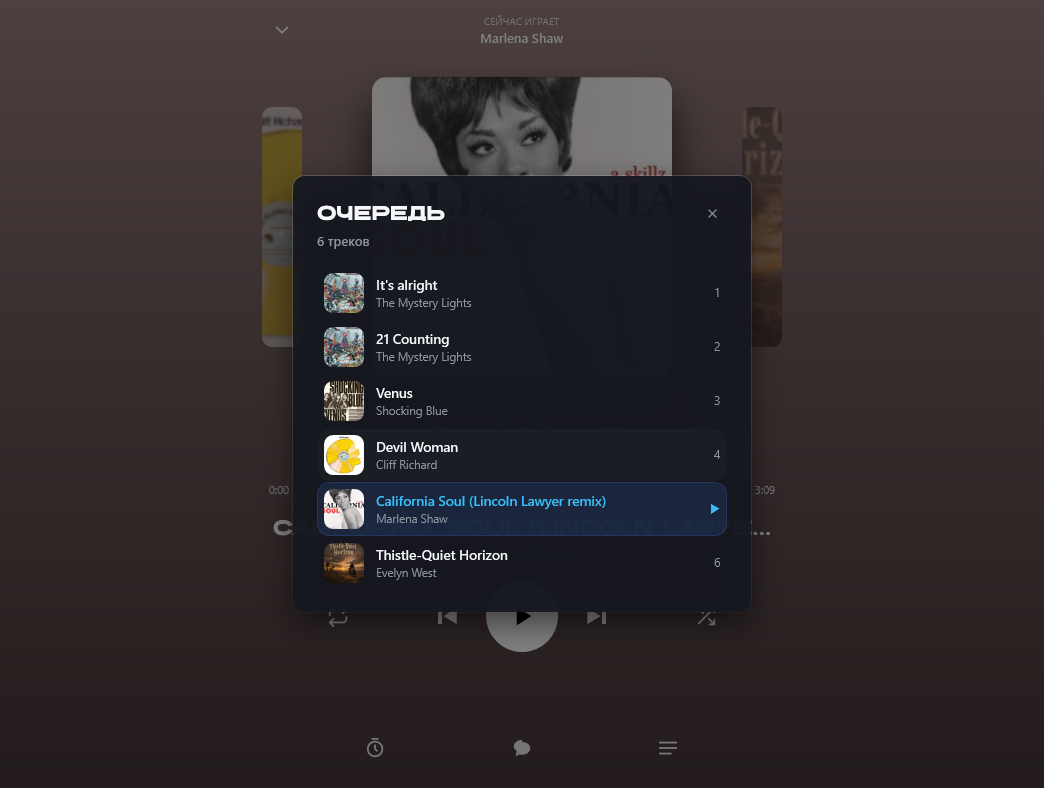 СЕЙЧАС ИГРАЕТ
Marlena Shaw
a skillz
ОЧЕРЕДЬ
6 треков
It's alright
The Mystery Lights
1
21 Counting
The Mystery Lights
2
Venus
Shocking Blue
3
Devil Woman
Cliff Richard
4
California Soul (Lincoln Lawyer remix)
Marlena Shaw
Thistle-Quiet Horizon
Evelyn West
6
0:00
3:09